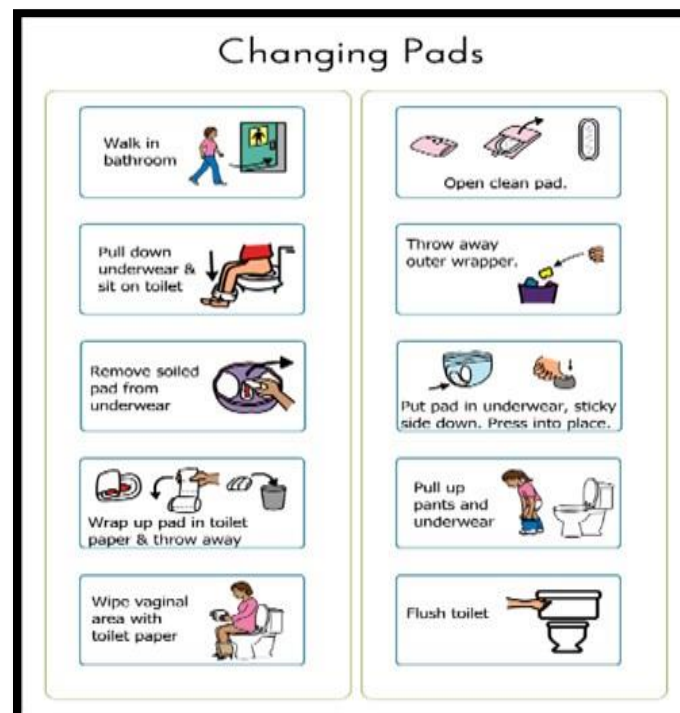 Changing Pads
Walk in
bathroom
Pull down
underwear &
sit on toilet
Remove soiled
pad from
underwear
Wrap up pad in toilet
paper & throw away
Wipe vaginal
area with
toilet paper
Open clean pad.
Throw away
outer wrapper.
Put pad in underwear, sticky
side down. Press into place.
Pull up
pants and
underwear
Flush toilet